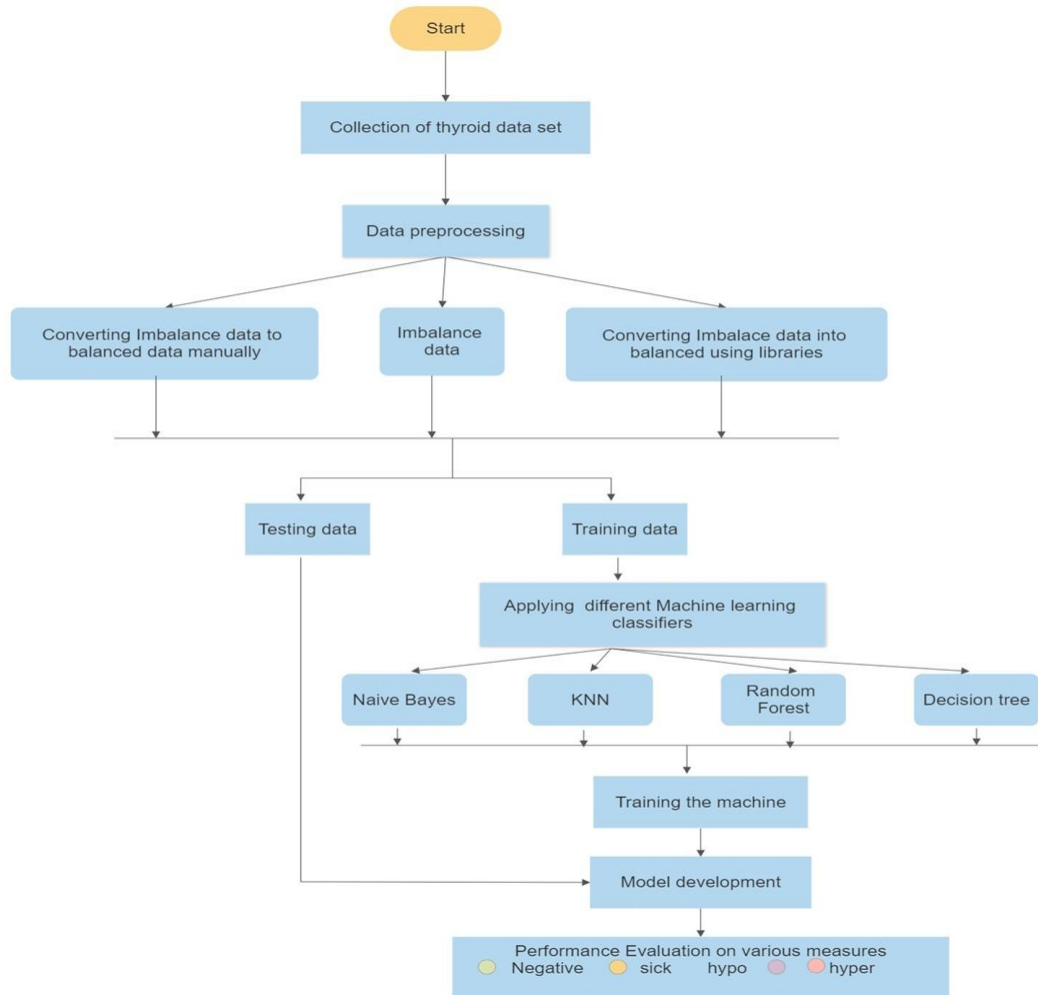 Start
Collection of thyroid data set
Data preprocessing
Converting Imbalance data to
balanced data manually
Imbalance
data
Converting Imbalace data into
balanced using libraries
Testing data
Training data
Applying different Machine learning
classifiers
Naive Bayes
KNN
Random
Forest
Decision tree
Training the machine
Model development
Performance Evaluation on various measures
Negative sick hypo hyper